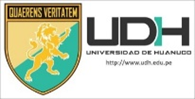 QUAERENS VERITATEM
UDH
UNIVERSIDAD DE HUANUCO
http://www.udh.edu.pe